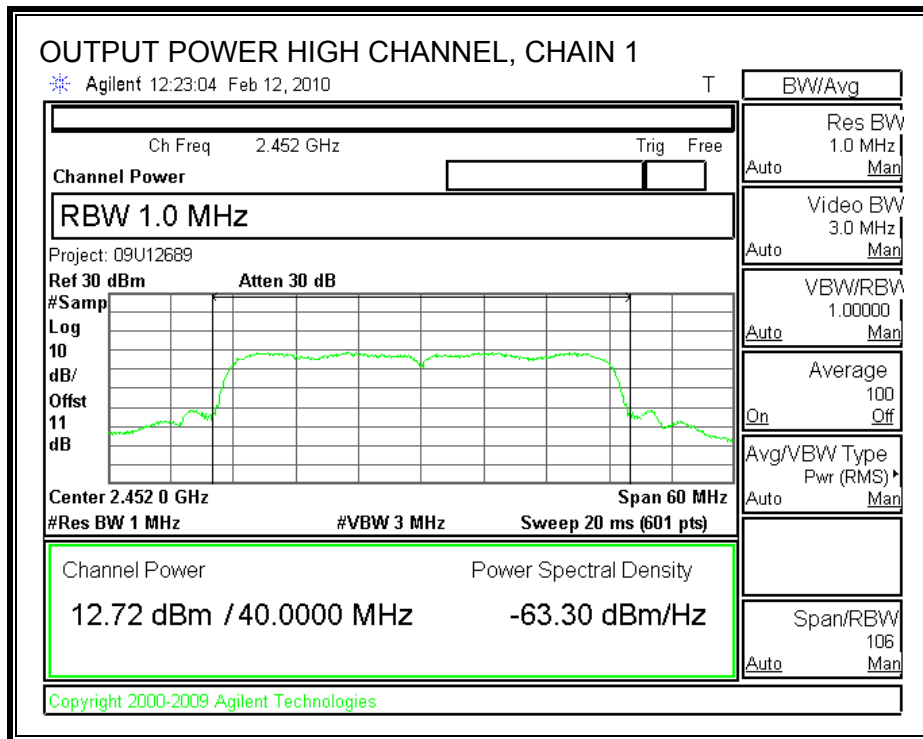 OUTPUT POWER HIGH CHANNEL, CHAIN 1
Agilent 12:23:04 Feb 12, 2010 T
Ch Freq 2.452 GHz Trig Free
Channel Power
RBW 1.0 MHz
Project: 09U12689
Ref 30 dBm Atten 30 dB
#Samp
Log
10
dB/
Offst
11
dB
Center 2.452 0 GHz Span 60 MHz
#Res BW 1 MHz #VBW 3 MHz Sweep 20 ms (601 pts)
Channel Power Power Spectral Density
12.72 dBm / 40.0000 MHz -63.30 dBm/Hz
Copyright 2000-2009 Agilent Technologies
BW/Avg
Res BW
1.0 MHz
Auto Man
Video BW
3.0 MHz
Auto Man
VBW/RBW
1.00000
Auto Man
Average
100
On Off
Avg/VBW Type
Pwr (RMS)
Auto Man
Span/RBW
106
Auto Man